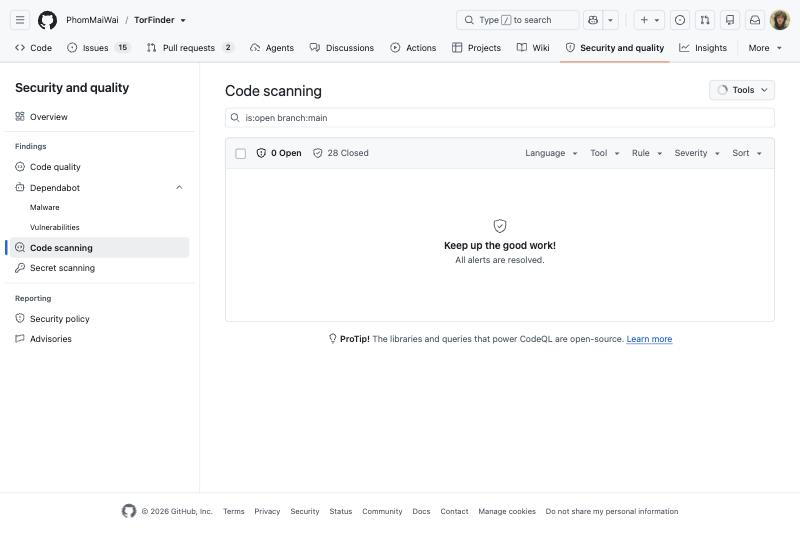 PhomMaiWai / TorFinder
Type / to search
Code
Issues 15
Pull requests 2
Agents
Discussions
Actions
Projects
Wiki
Security and quality
Insights
More
Security and quality
Overview
Findings
Code quality
Dependabot
Malware
Vulnerabilities
Code scanning
Secret scanning
Reporting
Security policy
Advisories
Code scanning
Tools
is:open branch:main
0 Open 28 Closed
Language Tool Rule Severity Sort
Keep up the good work!
All alerts are resolved.
ProTip! The libraries and queries that power CodeQL are open-source. Learn more
© 2026 GitHub, Inc. Terms Privacy Security Status Community Docs Contact Manage cookies Do not share my personal information